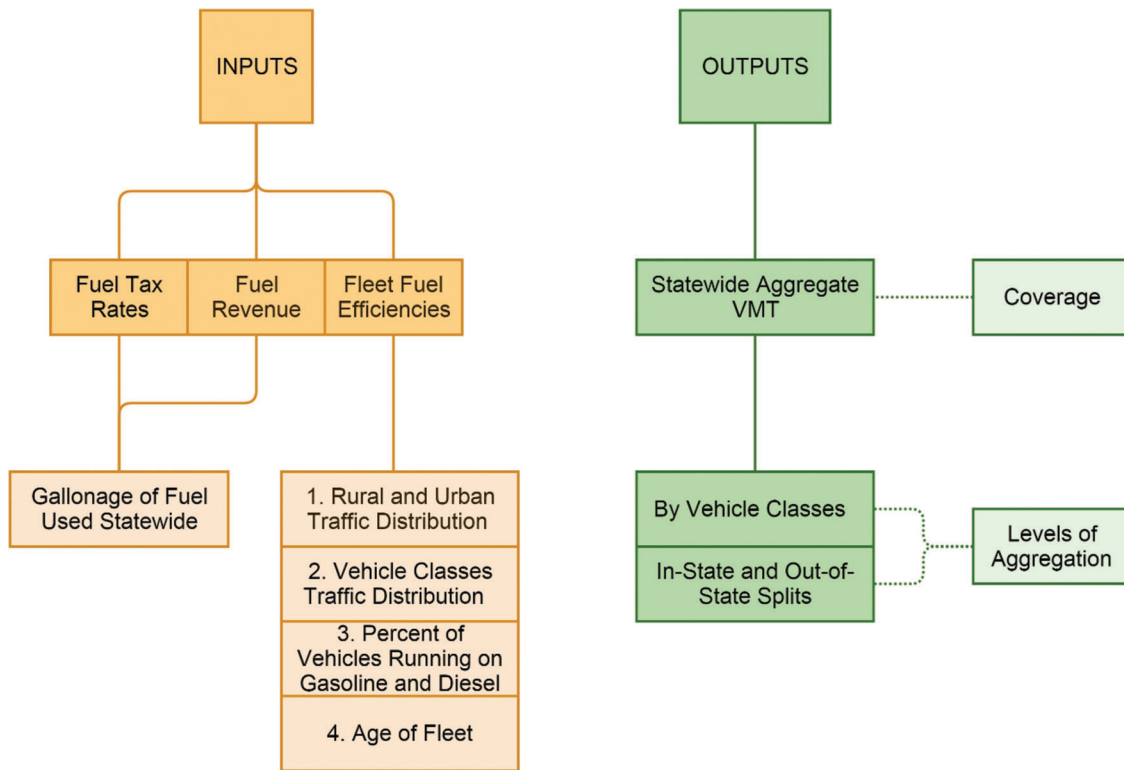 INPUTS
OUTPUTS
Fuel Tax
Rates
Fuel
Revenue
Fleet Fuel
Efficiencies
Statewide Aggregate
VMT
Coverage
Gallonage of Fuel
Used Statewide
1. Rural and Urban
Traffic Distribution
2. Vehicle Classes
Traffic Distribution
3. Percent of
Vehicles Running on
Gasoline and Diesel
4. Age of Fleet
By Vehicle Classes
In-State and Out-of-
State Splits
Levels of
Aggregation